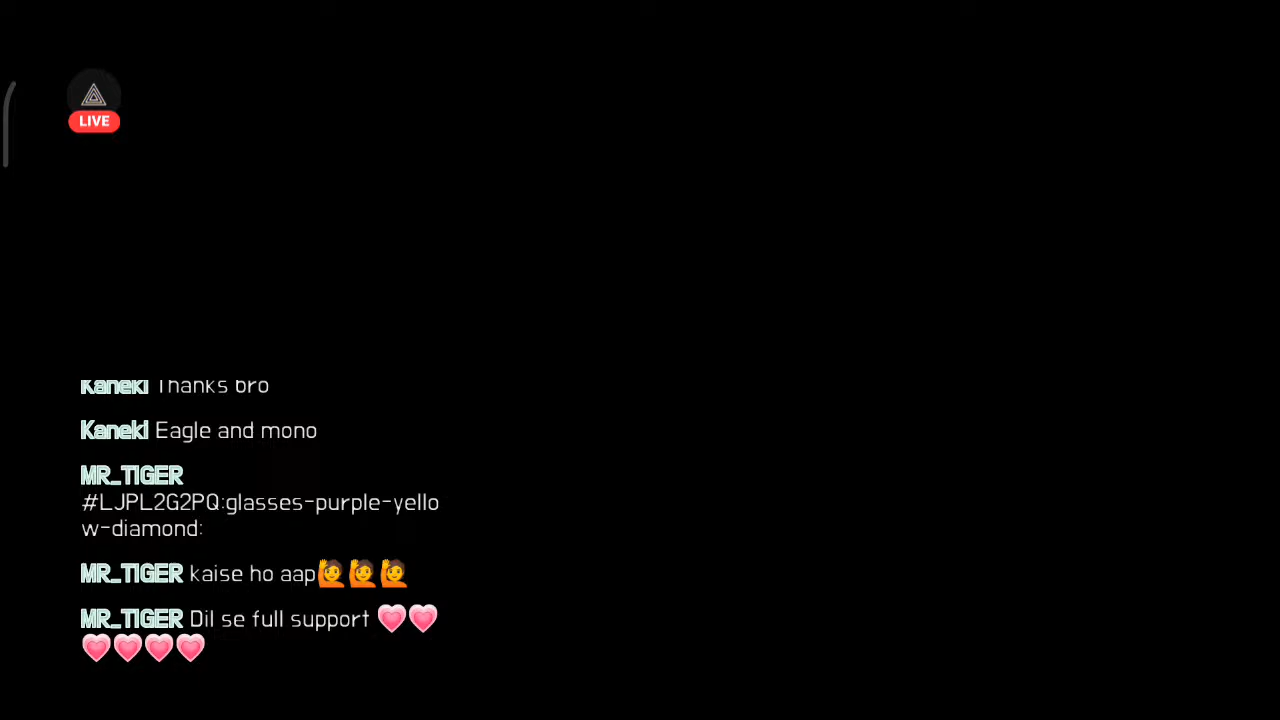 LIVE
Kaneki Thanks bro
Kaneki Eagle and mono
MR_TIGER
#LJPL2G2PQ:glasses-purple-yello
w-diamond:
MR_TIGER kaise ho aap🙋🙋🙋
MR_TIGER Dil se full support 💗💗
💗💗💗💗